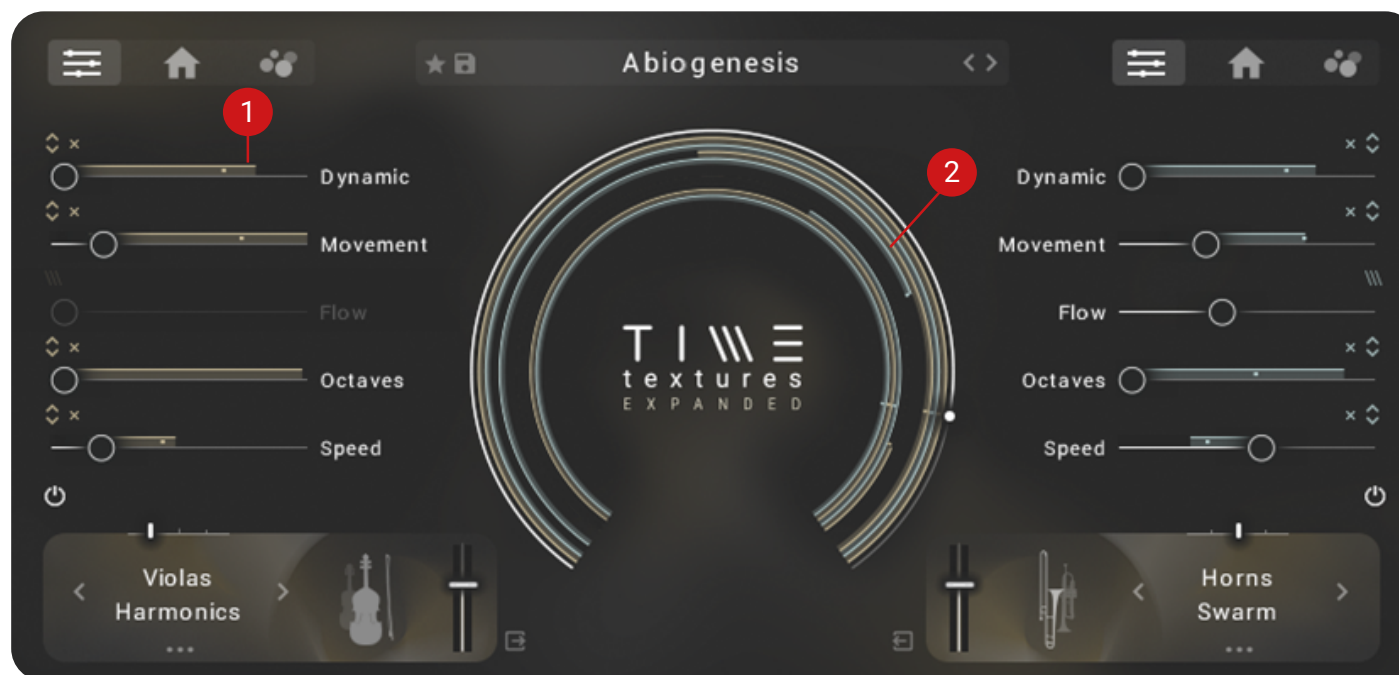 Abiogenesis
1
Dynamic
Movement
Flow
Octaves
Speed
2
TIME
textures
EXPANDED
Dynamic
Movement
Flow
Octaves
Speed
Violas
Harmonics
Horns
Swarm